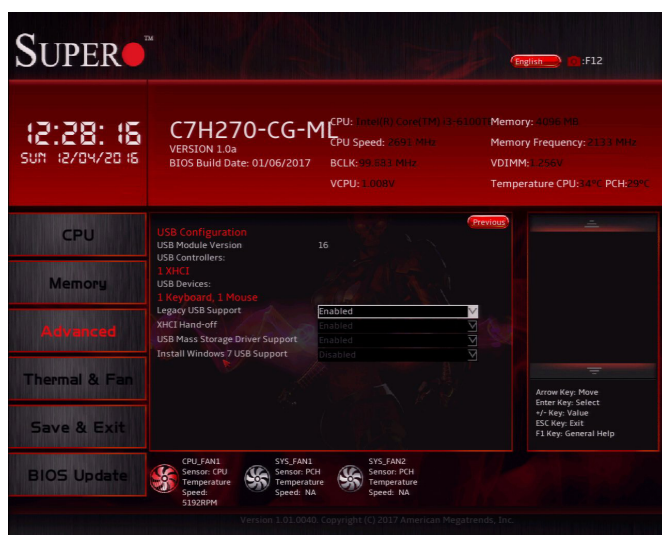 SUPER TM
English :F12
12:28:16
SUN 12/04/2016
C7H270-CG-ML
VERSION 1.0a
BIOS Build Date: 01/06/2017
CPU: Intel(R) Core(TM) i3-6100T
CPU Speed: 2691 MHz
BCLK:99.683 MHz
VCPU: 1.008V
Memory: 4096 MB
Memory Frequency:2133 MHz
VDIMM:1.256V
Temperature CPU:34°C PCH:29°C
CPU
Memory
Advanced
Thermal & Fan
Save & Exit
BIOS Update
Previous
USB Configuration
USB Module Version 16
USB Controllers:
1 XHCI
USB Devices:
1 Keyboard, 1 Mouse
Legacy USB Support Enabled
XHCI Hand-off Enabled
USB Mass Storage Driver Support Enabled
Install Windows 7 USB Support Disabled
Arrow Key: Move
Enter Key: Select
+/- Key: Value
ESC Key: Exit
F1 Key: General Help
CPU_FAN1
Sensor: CPU
Temperature
Speed:
5192RPM
SYS_FAN1
Sensor: PCH
Temperature
Speed: NA
SYS_FAN2
Sensor: PCH
Temperature
Speed: NA
Version 1.01.0040. Copyright (C) 2017 American Megatrends, Inc.